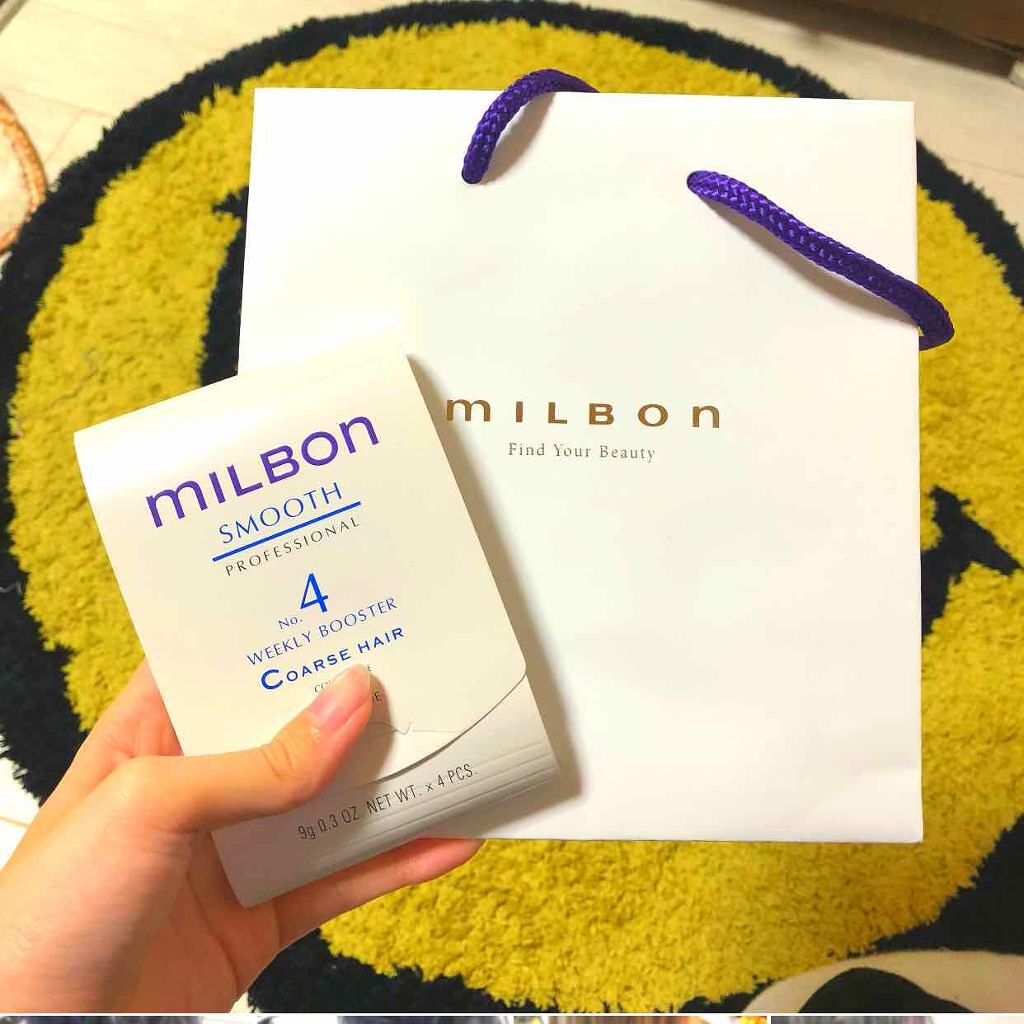 mILBon
Find Your Beauty
mILBon
SMOOTH
PROFESSIONAL
No. 4
WEEKLY BOOSTER
COARSE HAIR
9g 0.3 OZ. NET WT. × 4 PCS.